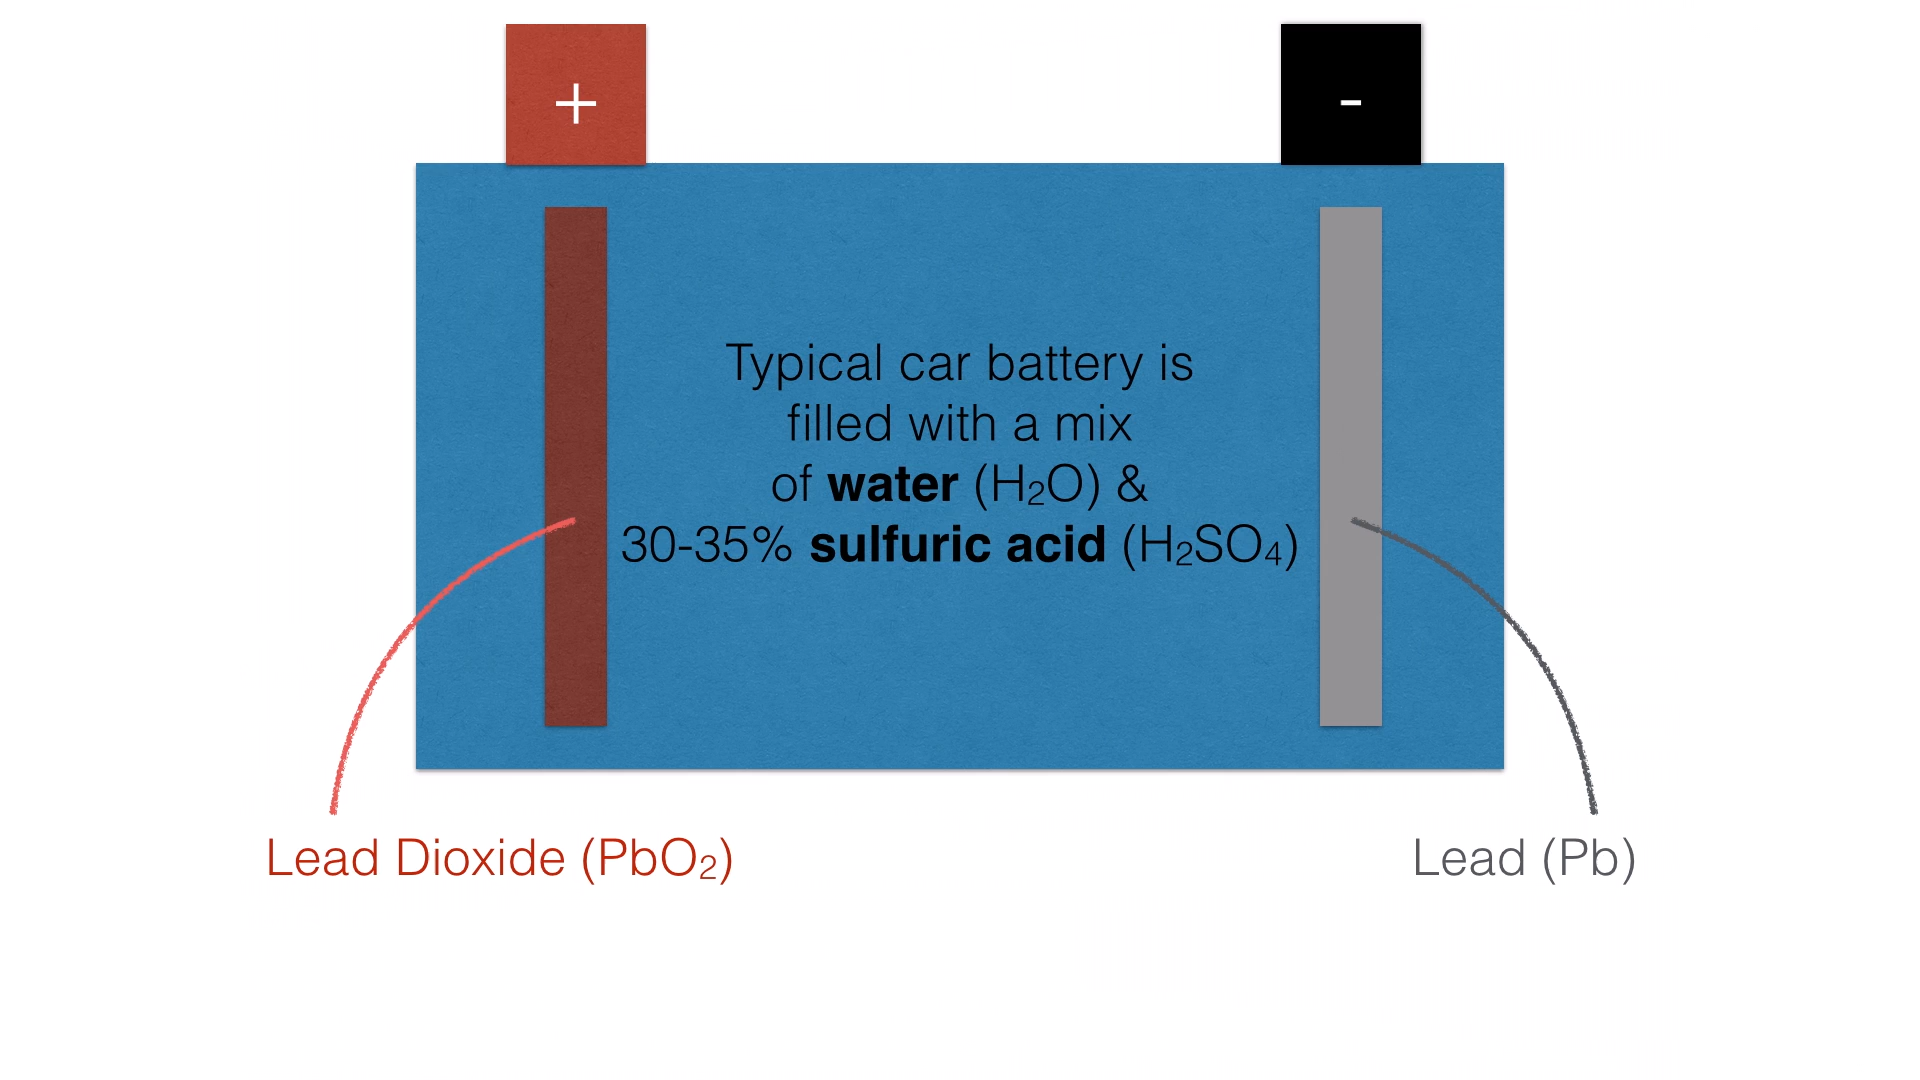 +
-
Typical car battery is
filled with a mix
of water (H₂O) &
30-35% sulfuric acid (H₂SO₄)
Lead Dioxide (PbO₂)
Lead (Pb)